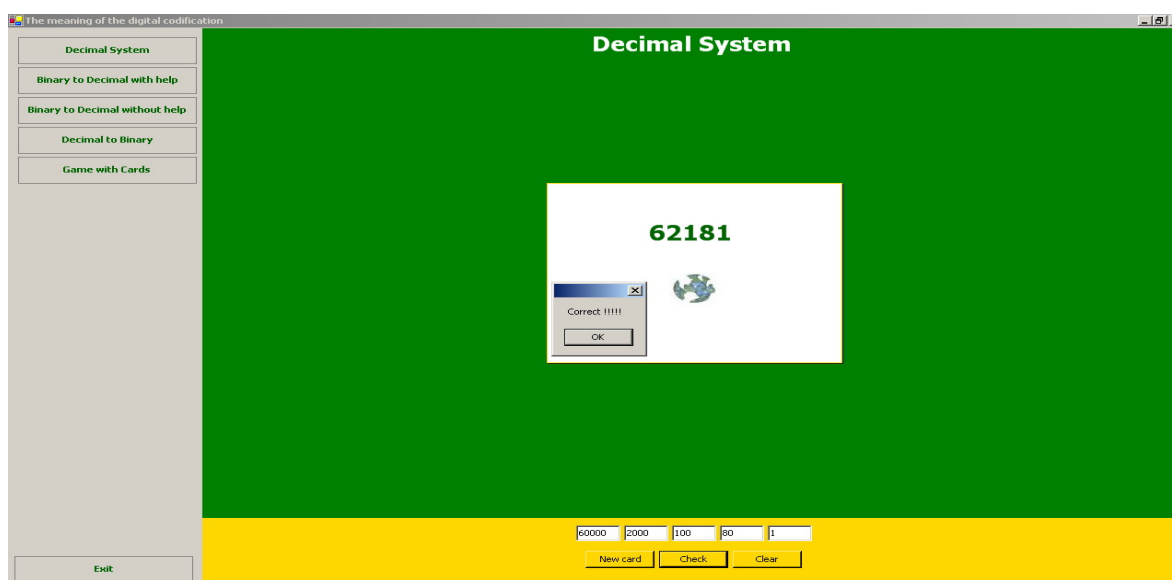 The meaning of the digital codification
Decimal System
Binary to Decimal with help
Binary to Decimal without help
Decimal to Binary
Game with Cards
Exit
Decimal System
62181
Correct !!!!!
OK
60000 2000 100 80 1
New card Check Clear